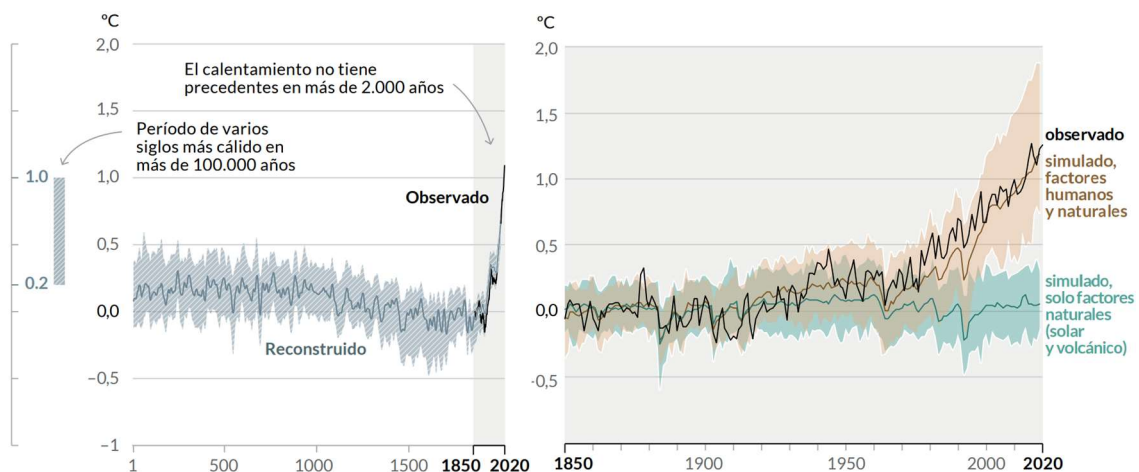 ºC
2,0
El calentamiento no tiene
precedentes en más de 2.000 años
1,5
Período de varios
siglos más cálido en
más de 100.000 años
1.0
1,0
Observado
0,5
0.2
0,0
Reconstruido
−0,5
−1
1
500
1000
1500
1850
2020
ºC
2,0
1,5
observado
simulado,
factores
humanos
y naturales
1,0
0,5
simulado,
solo factores
naturales
(solar
y volcánico)
0,0
-0,5
1850
1900
1950
2000
2020